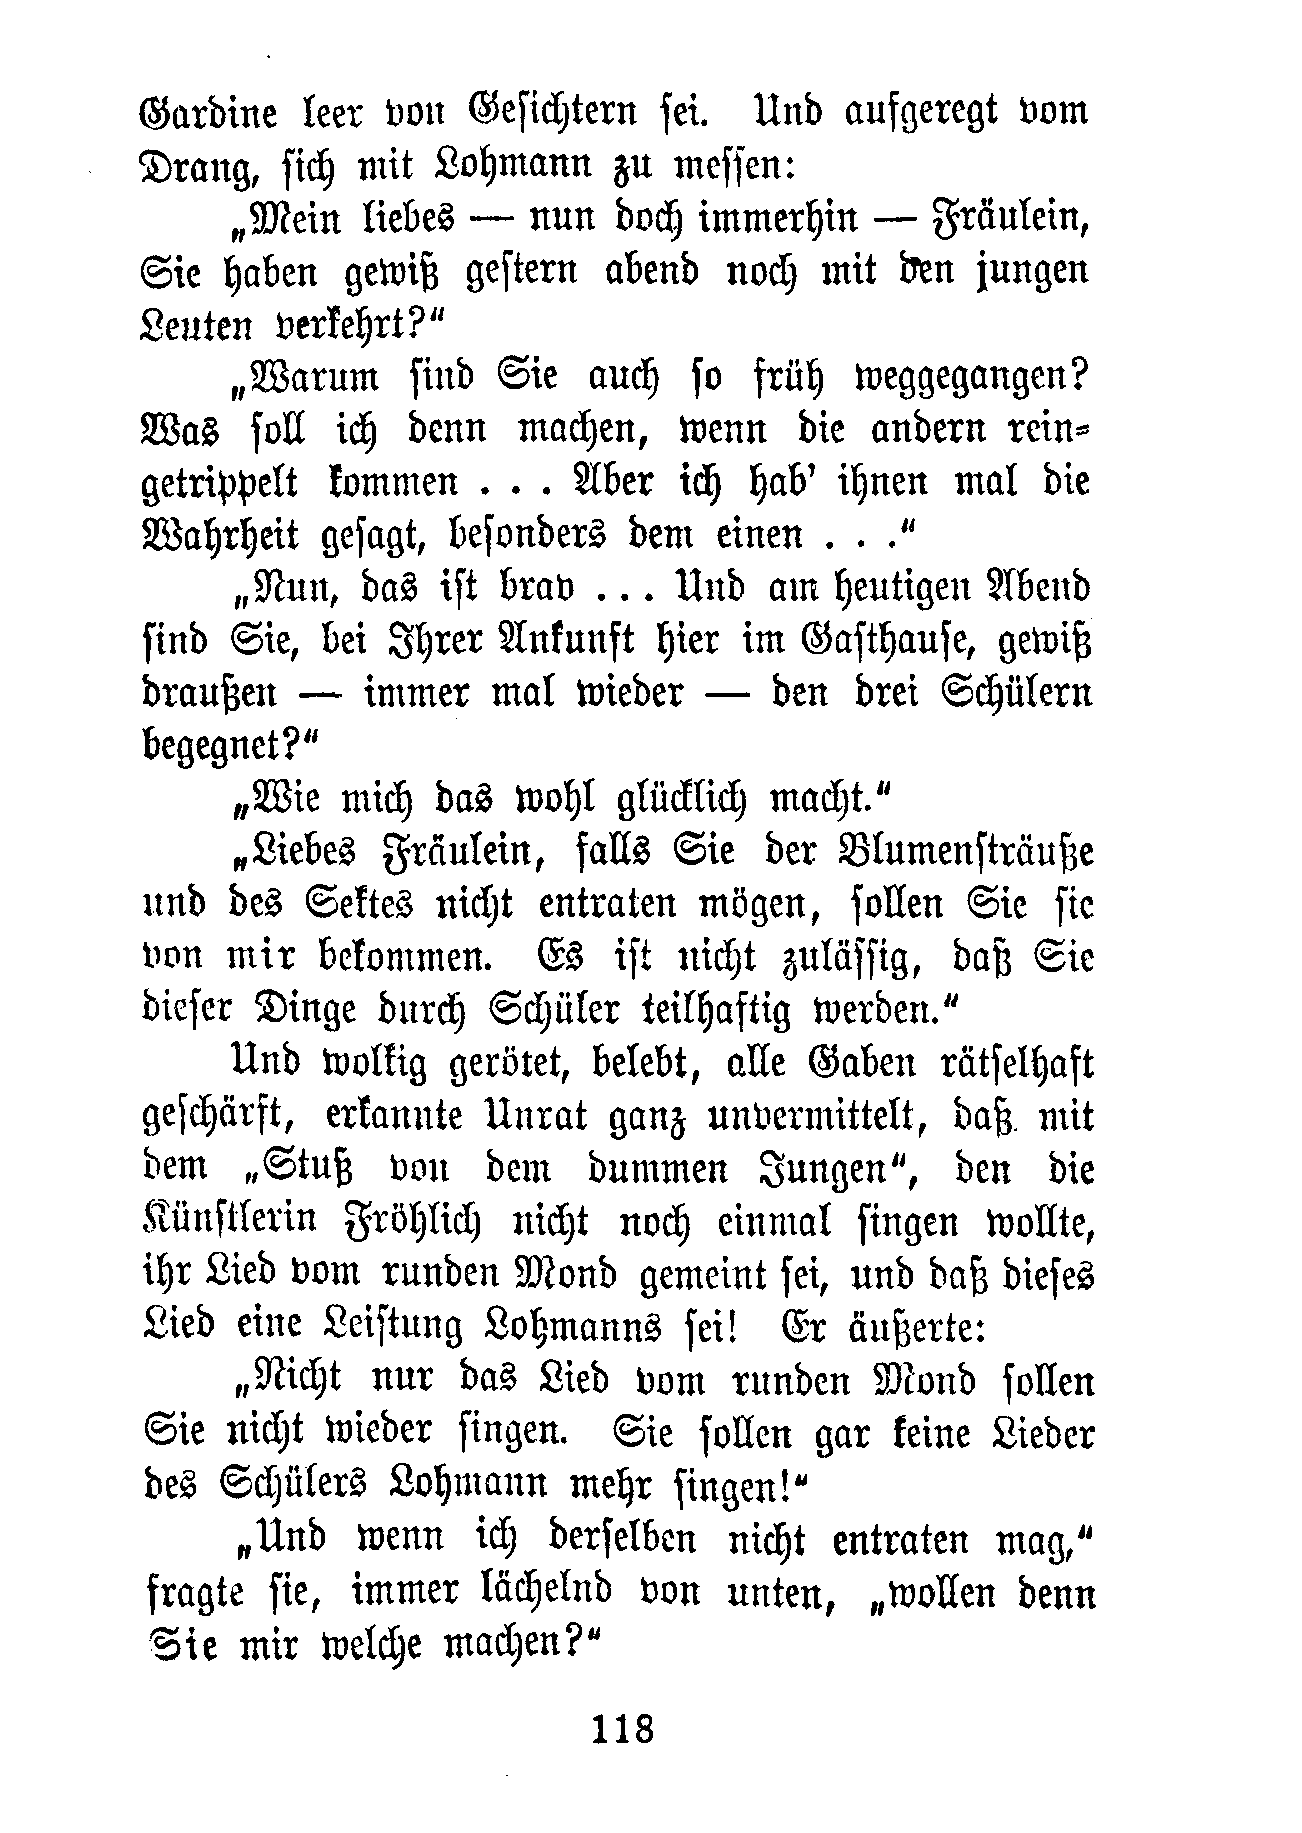 Gardine leer von Gesichtern sei. Und aufgeregt vom
Drang, sich mit Lohmann zu messen:
„Mein liebes — nun doch immerhin — Fräulein,
Sie haben gewiß gestern abend noch mit den jungen
Leuten verkehrt?“
„Warum sind Sie auch so früh weggegangen?
Was soll ich denn machen, wenn die andern rein-
getrippelt kommen . . . Aber ich hab' ihnen mal die
Wahrheit gesagt, besonders dem einen . . .“
„Nun, das ist brav . . . Und am heutigen Abend
sind Sie, bei Ihrer Ankunft hier im Gasthause, gewiß
draußen — immer mal wieder — den drei Schülern
begegnet?“
„Wie mich das wohl glücklich macht.“
„Liebes Fräulein, falls Sie der Blumensträuße
und des Sektes nicht entraten mögen, sollen Sie sie
von mir bekommen. Es ist nicht zulässig, daß Sie
dieser Dinge durch Schüler teilhaftig werden.“
Und wolkig gerötet, belebt, alle Gaben rätselhaft
geschärft, erkannte Unrat ganz unvermittelt, daß mit
dem „Stuß von dem dummen Jungen“, den die
Künstlerin Fröhlich nicht noch einmal singen wollte,
ihr Lied vom runden Mond gemeint sei, und daß dieses
Lied eine Leistung Lohmanns sei! Er äußerte:
„Nicht nur das Lied vom runden Mond sollen
Sie nicht wieder singen. Sie sollen gar keine Lieder
des Schülers Lohmann mehr singen!“
„Und wenn ich derselben nicht entraten mag,“
fragte sie, immer lächelnd von unten, „wollen denn
Sie mir welche machen?“
118